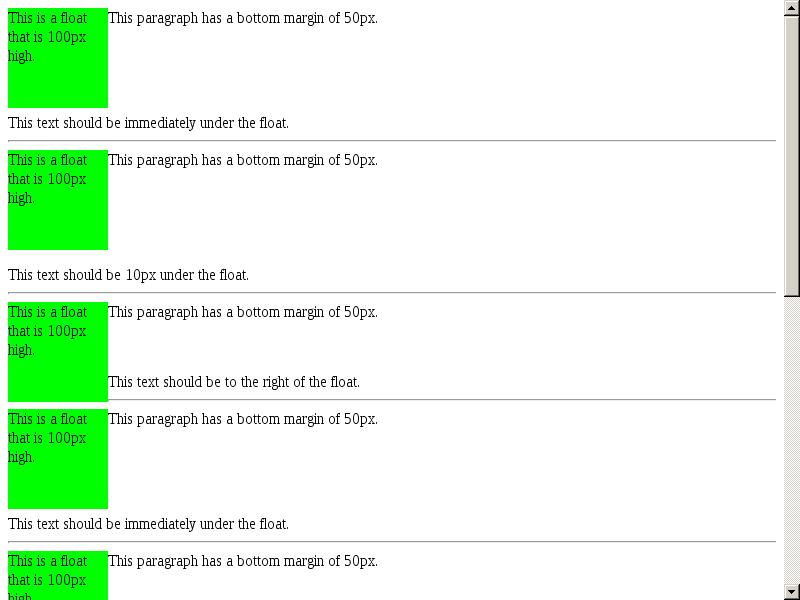 This is a float
that is 100px
high.
This paragraph has a bottom margin of 50px.
This text should be immediately under the float.
This is a float
that is 100px
high.
This paragraph has a bottom margin of 50px.
This text should be 10px under the float.
This is a float
that is 100px
high.
This paragraph has a bottom margin of 50px.
This text should be to the right of the float.
This is a float
that is 100px
high.
This paragraph has a bottom margin of 50px.
This text should be immediately under the float.
This is a float
that is 100px
high.
This paragraph has a bottom margin of 50px.